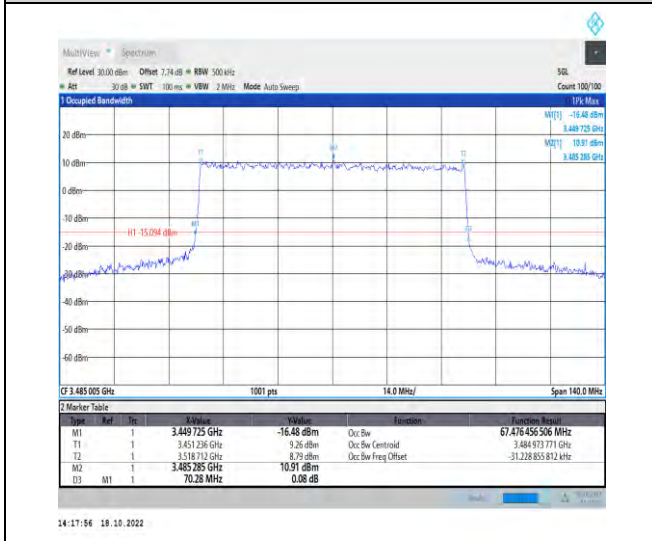 MultiView Spectrum
Ref Level 30.00 dBm Offset 7.74 dB RBW 500 kHz SGL
Att 30 dB SWT 100 ms VBW 2 MHz Mode Auto Sweep Count 100/100
1 Occupied Bandwidth 1Pk Max
M1[1] -16.48 dBm
3.449 725 GHz
M2[1] 10.91 dBm
3.485 285 GHz
20 dBm
T1 M2 T2
10 dBm
0 dBm
-10 dBm
M1
H1 -15.094 dBm
D3
-20 dBm
-30 dBm
-40 dBm
-50 dBm
-60 dBm
CF 3.485 005 GHz 1001 pts 14.0 MHz/ Span 140.0 MHz
2 Marker Table
Type Ref Trc X-Value Y-Value Function Function Result
M1 1 3.449 725 GHz -16.48 dBm Occ Bw 67.476 456 506 MHz
T1 1 3.451 236 GHz 9.26 dBm Occ Bw Centroid 3.484 973 771 GHz
T2 1 3.518 712 GHz 8.79 dBm Occ Bw Freq Offset -31.228 855 812 kHz
M2 1 3.485 285 GHz 10.91 dBm
D3 M1 1 70.28 MHz 0.08 dB
14:17:56 18.10.2022